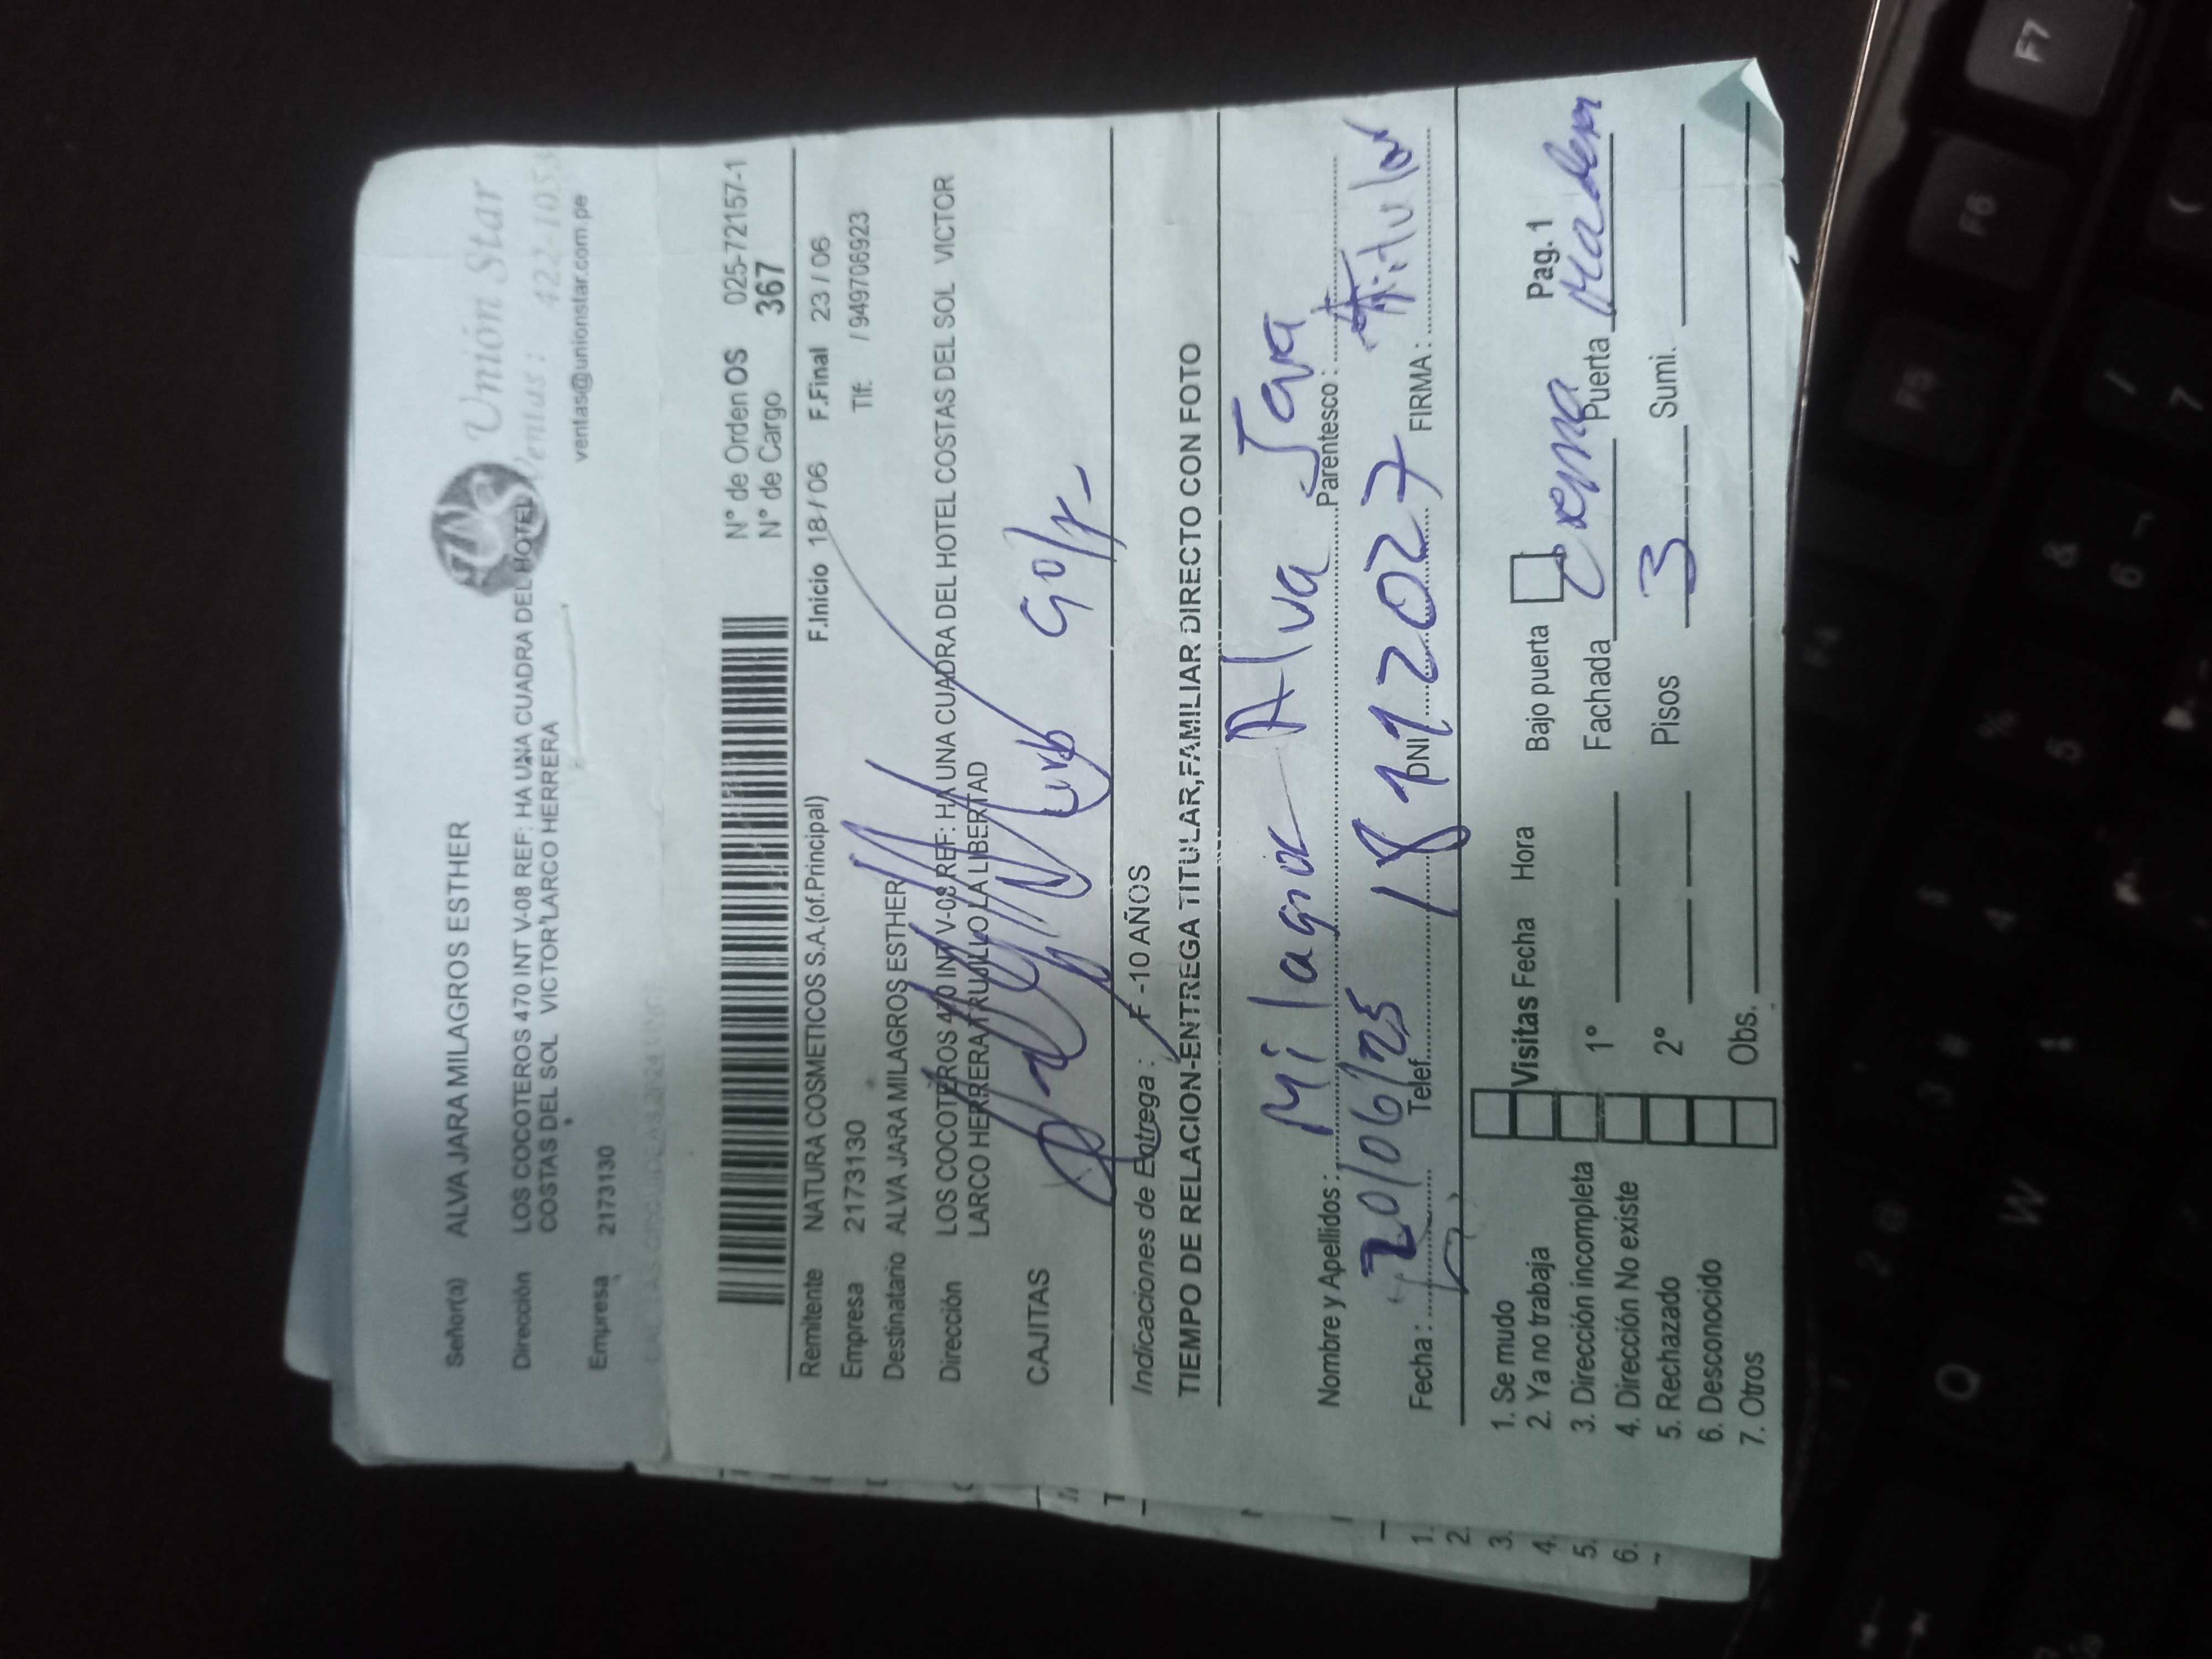 Señor(a) ALVA JARA MILAGROS ESTHER
Unión Star
Ventas : 422-105
ventas@unionstar.com.pe
Dirección LOS COCOTEROS 470 INT V-08 REF: HA UNA CUADRA DEL HOTEL
COSTAS DEL SOL VICTOR LARCO HERRERA
Empresa 2173130
N° de Orden OS 025-72157-1
N° de Cargo 367
Remitente NATURA COSMETICOS S.A.(of.Principal) F.Inicio 18/06 F.Final 23/06
Empresa 2173130 Tlf: / 949706923
Destinatario ALVA JARA MILAGROS ESTHER
Dirección LOS COCOTEROS 470 INT V-08 REF: HA UNA CUADRA DEL HOTEL COSTAS DEL SOL VICTOR
LARCO HERRERA TRUJILLO LA LIBERTAD
CAJITAS Urb Golf
Indicaciones de Entrega : F -10 AÑOS
TIEMPO DE RELACION-ENTREGA TITULAR,FAMILIAR DIRECTO CON FOTO
Nombre y Apellidos : Milagros Alva Jara Parentesco : Titular
Fecha : 20/06/25 Telef. DNI 18112027 FIRMA :
1. Se mudo
2. Ya no trabaja
3. Dirección incompleta
4. Dirección No existe
5. Rechazado
6. Desconocido
7. Otros
Visitas Fecha Hora Bajo puerta Pag. 1
1° Fachada Crema Puerta Madera
2° Pisos 3 Sumi.
Obs.